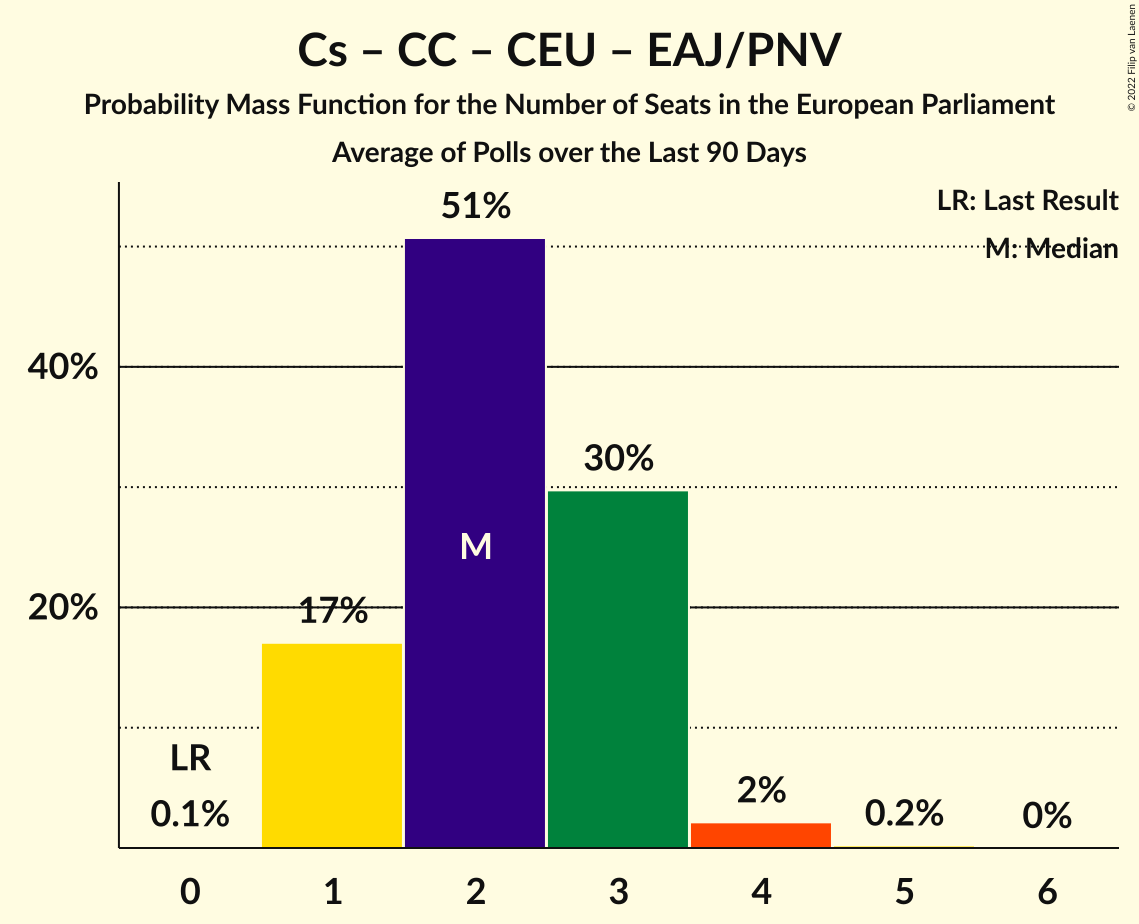 Cs – CC – CEU – EAJ/PNV
Probability Mass Function for the Number of Seats in the European Parliament
Average of Polls over the Last 90 Days
© 2022 Filip van Laenen
LR: Last Result
M: Median
51%
40%
30%
M
20%
17%
LR
0.1%
2%
0.2%
0%
0 1 2 3 4 5 6